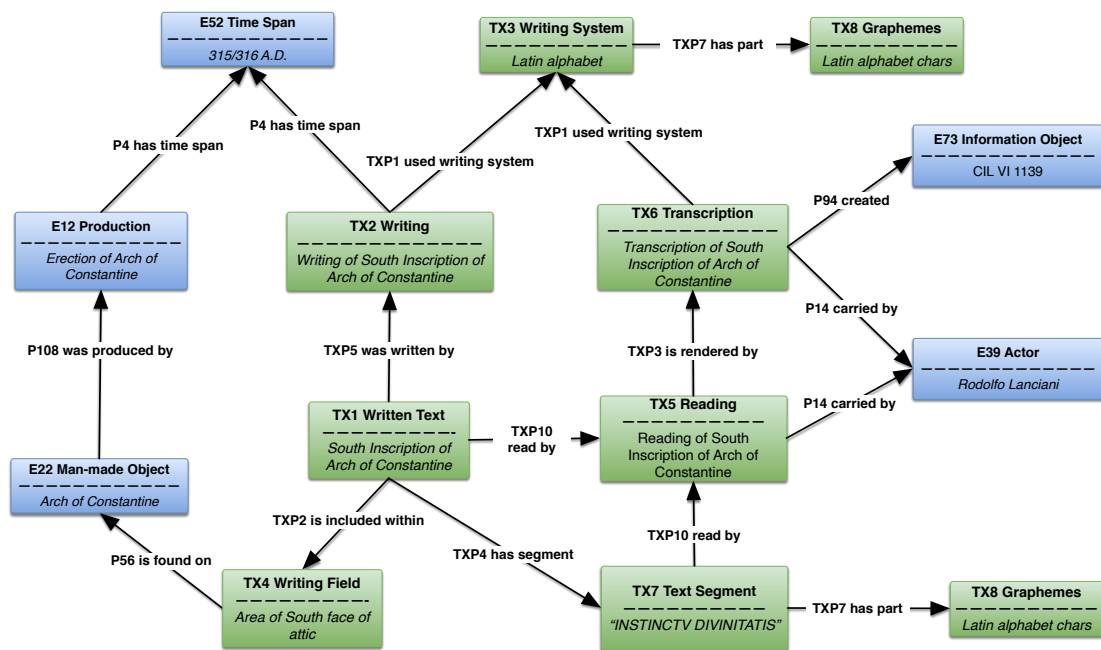 E52 Time Span
315/316 A.D.
TX3 Writing System
Latin alphabet
TXP7 has part
TX8 Graphemes
Latin alphabet chars
P4 has time span
P4 has time span
TXP1 used writing system
TXP1 used writing system
E73 Information Object
CIL VI 1139
P94 created
E12 Production
Erection of Arch of
Constantine
TX2 Writing
Writing of South Inscription of
Arch of Constantine
TX6 Transcription
Transcription of South
Inscription of Arch of
Constantine
P14 carried by
P108 was produced by
TXP5 was written by
TXP3 is rendered by
E39 Actor
Rodolfo Lanciani
P14 carried by
TX1 Written Text
South Inscription of
Arch of Constantine
TXP10
read by
TX5 Reading
Reading of South
Inscription of Arch of
Constantine
E22 Man-made Object
Arch of Constantine
TXP2 is included within
TXP4 has segment
TXP10 read by
P56 is found on
TX4 Writing Field
Area of South face of
attic
TX7 Text Segment
“INSTINCTV DIVINITATIS”
TXP7 has part
TX8 Graphemes
Latin alphabet chars